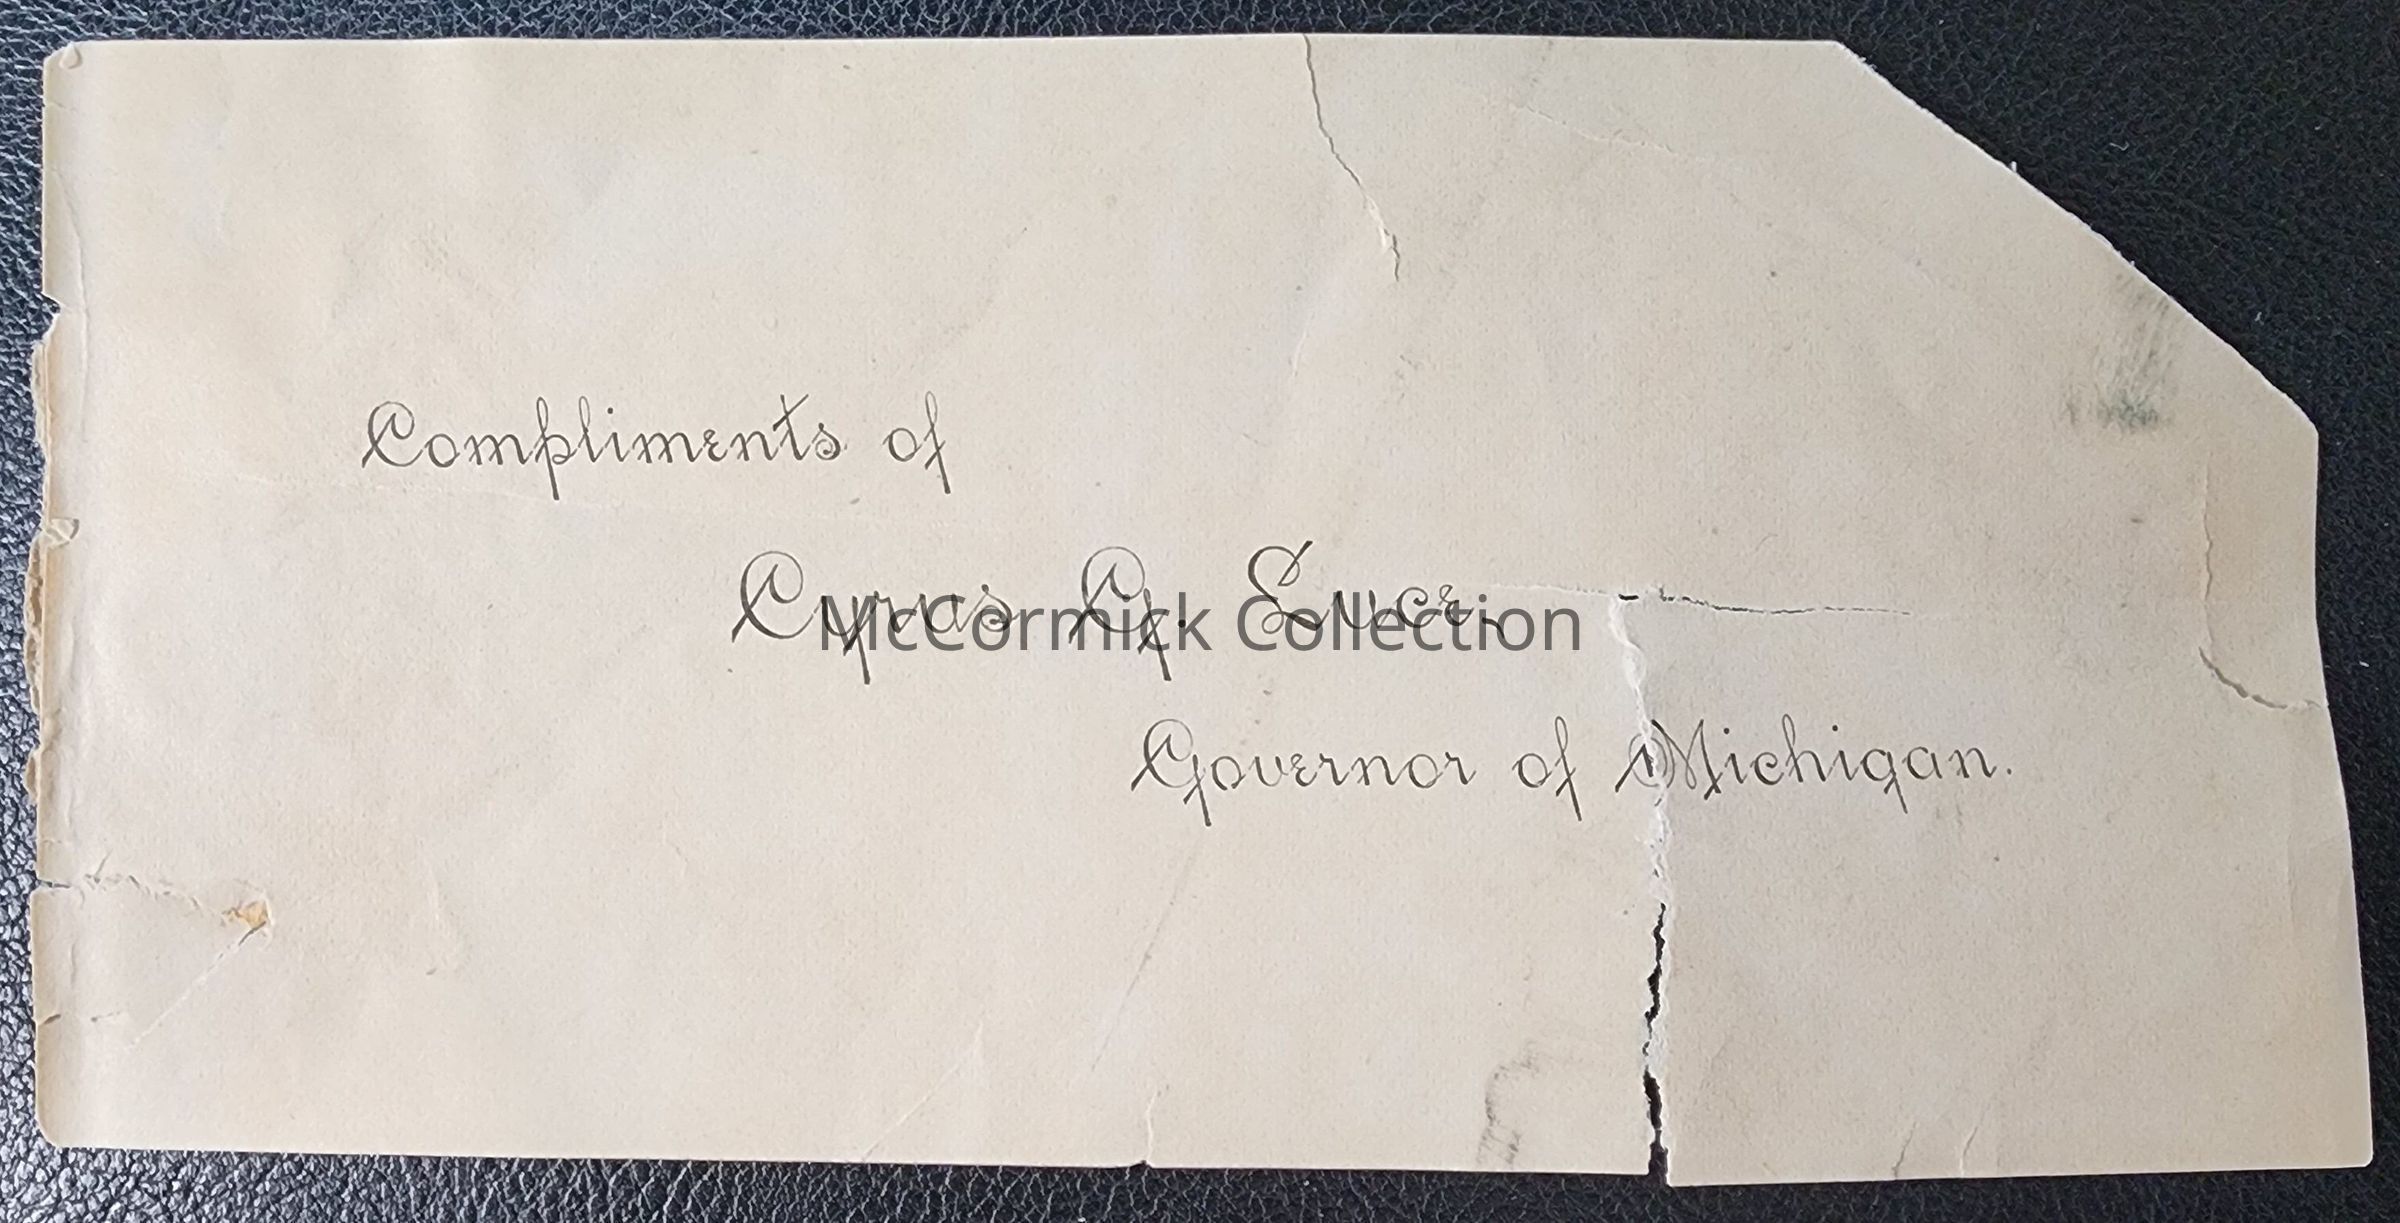 Compliments of
Cyrus G. Luce,
McCormick Collection
Governor of Michigan.